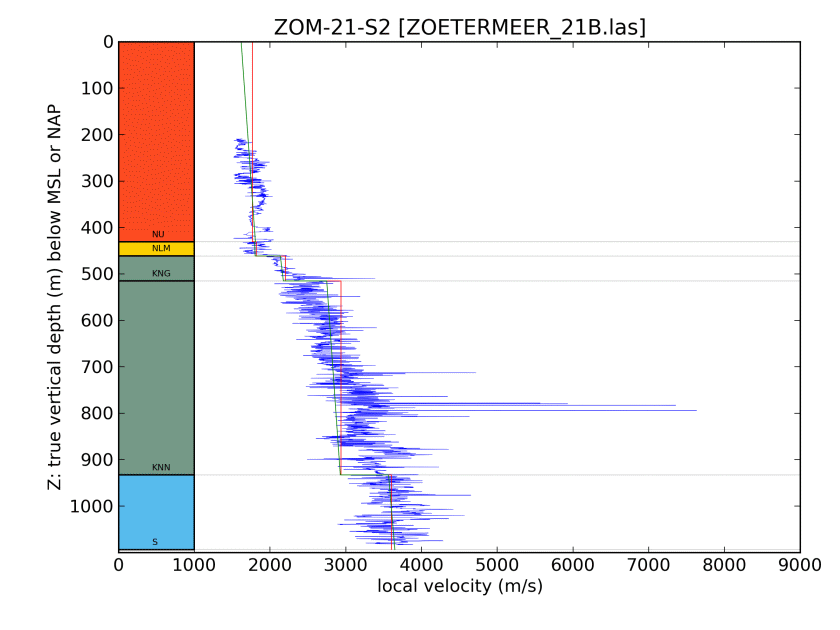 ZOM-21-S2 [ZOETERMEER_21B.las]
Z: true vertical depth (m) below MSL or NAP
0
100
200
300
400
500
600
700
800
900
1000
NU
NLM
KNG
KNN
S
0 1000 2000 3000 4000 5000 6000 7000 8000 9000
local velocity (m/s)